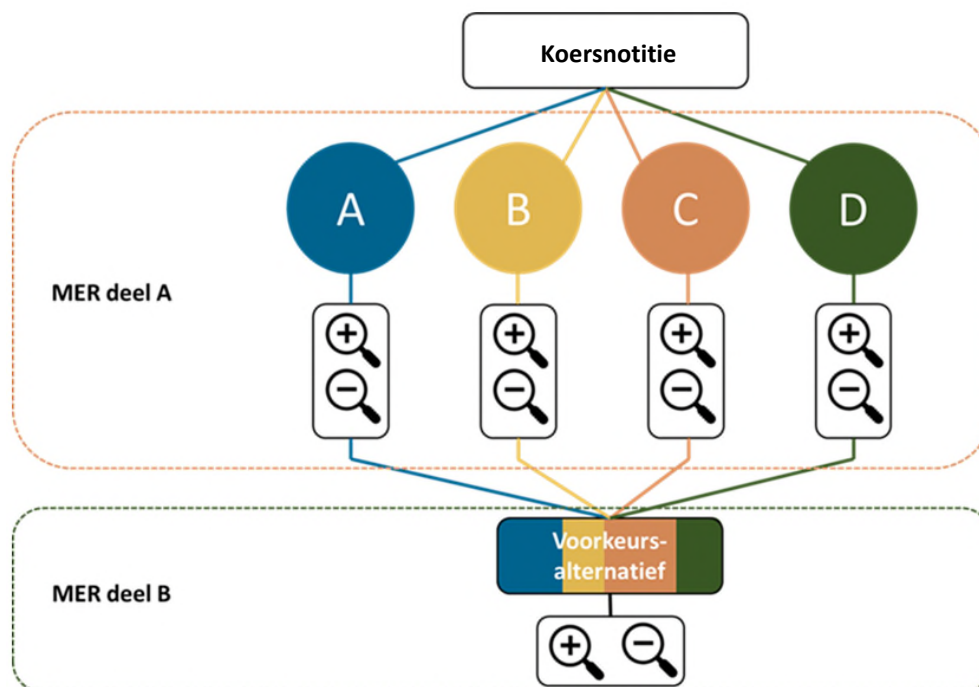 Koersnotitie
A
B
C
D
MER deel A
Voorkeurs-
alternatief
MER deel B